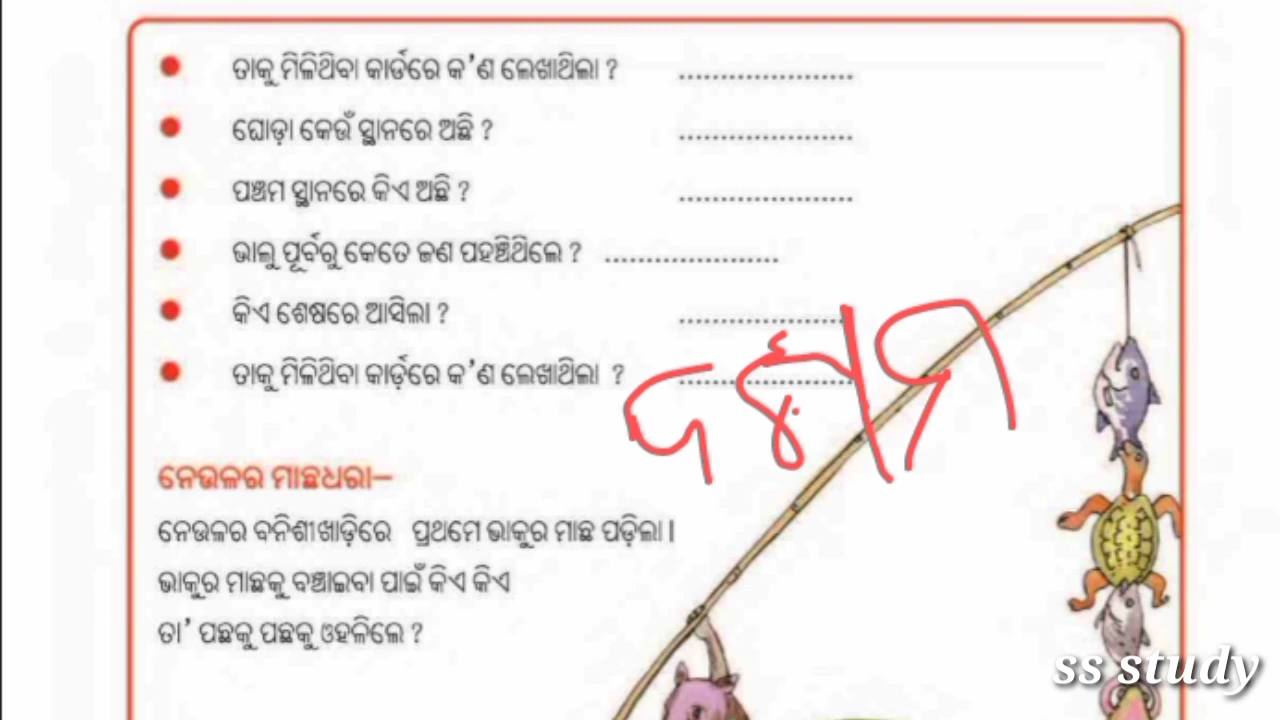 ତାକୁ ମିଳିଥିବା କାର୍ଡରେ କ'ଣ ଲେଖାଥିଲା ? .....................
ଘୋଡ଼ା କେଉଁ ସ୍ଥାନରେ ଅଛି ? .....................
ପଞ୍ଚମ ସ୍ଥାନରେ କିଏ ଅଛି ? .....................
ଭାଲୁ ପୂର୍ବରୁ କେତେ ଜଣ ପହଞ୍ଚିଥିଲେ ? .....................
କିଏ ଶେଷରେ ଆସିଲା ? .....................
ତାକୁ ମିଳିଥିବା କାର୍ଡ଼ରେ କ'ଣ ଲେଖାଥିଲା ? .....................
ନେଉଳର ମାଛଧରା–
ନେଉଳର ବନିଶୀଖାଡ଼ିରେ ପ୍ରଥମେ ଭାକୁର ମାଛ ପଡ଼ିଲା |
ଭାକୁର ମାଛକୁ ବଞ୍ଚାଇବା ପାଇଁ କିଏ କିଏ
ତା' ପଛକୁ ପଛକୁ ଓହଳିଲେ ?
ss study